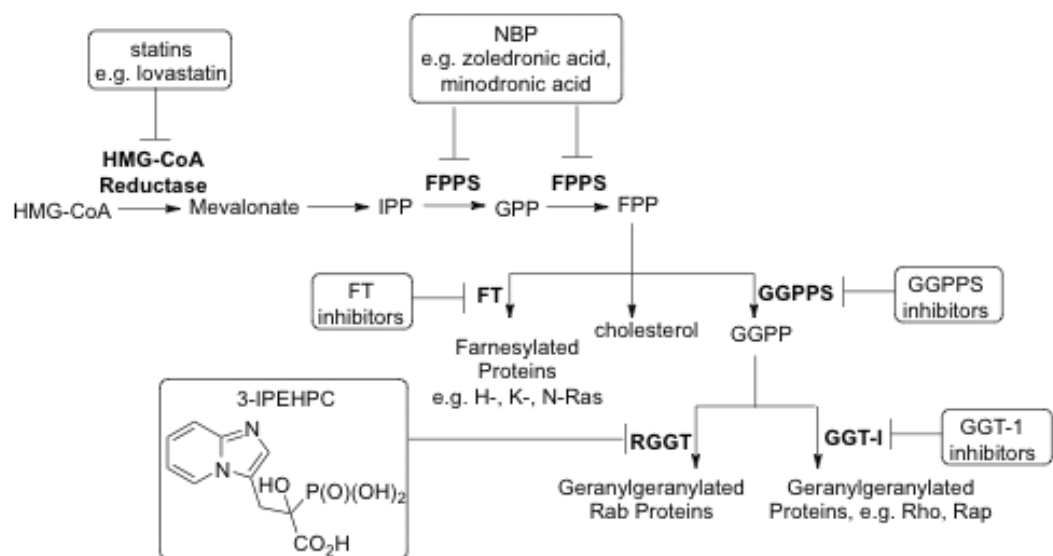 statins
e.g. lovastatin
NBP
e.g. zoledronic acid,
minodronic acid
HMG-CoA
Reductase
FPPS
FPPS
HMG-CoA
Mevalonate
IPP
GPP
FPP
FT
inhibitors
FT
GGPPS
GGPPS
inhibitors
Farnesylated
Proteins
e.g. H-, K-, N-Ras
cholesterol
GGPP
3-IPEHPC
N
N
HO
P(O)(OH)2
CO2H
RGGT
GGT-I
GGT-1
inhibitors
Geranylgeranylated
Rab Proteins
Geranylgeranylated
Proteins, e.g. Rho, Rap